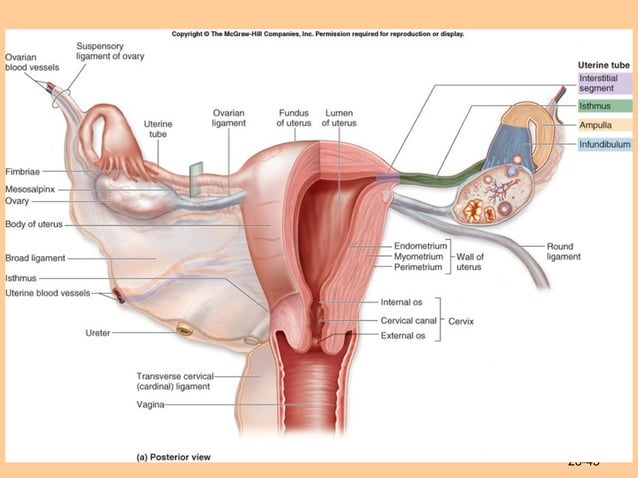 Copyright © The McGraw-Hill Companies, Inc. Permission required for reproduction or display.
Suspensory
ligament of ovary
Ovarian
blood vessels
Uterine
tube
Ovarian
ligament
Fundus
of uterus
Lumen
of uterus
Uterine tube
Interstitial
segment
Isthmus
Ampulla
Infundibulum
Fimbriae
Mesosalpinx
Ovary
Body of uterus
Broad ligament
Isthmus
Uterine blood vessels
Ureter
Endometrium
Myometrium
Perimetrium
Wall of
uterus
Round
ligament
Internal os
Cervical canal
External os
Cervix
Transverse cervical
(cardinal) ligament
Vagina
(a) Posterior view